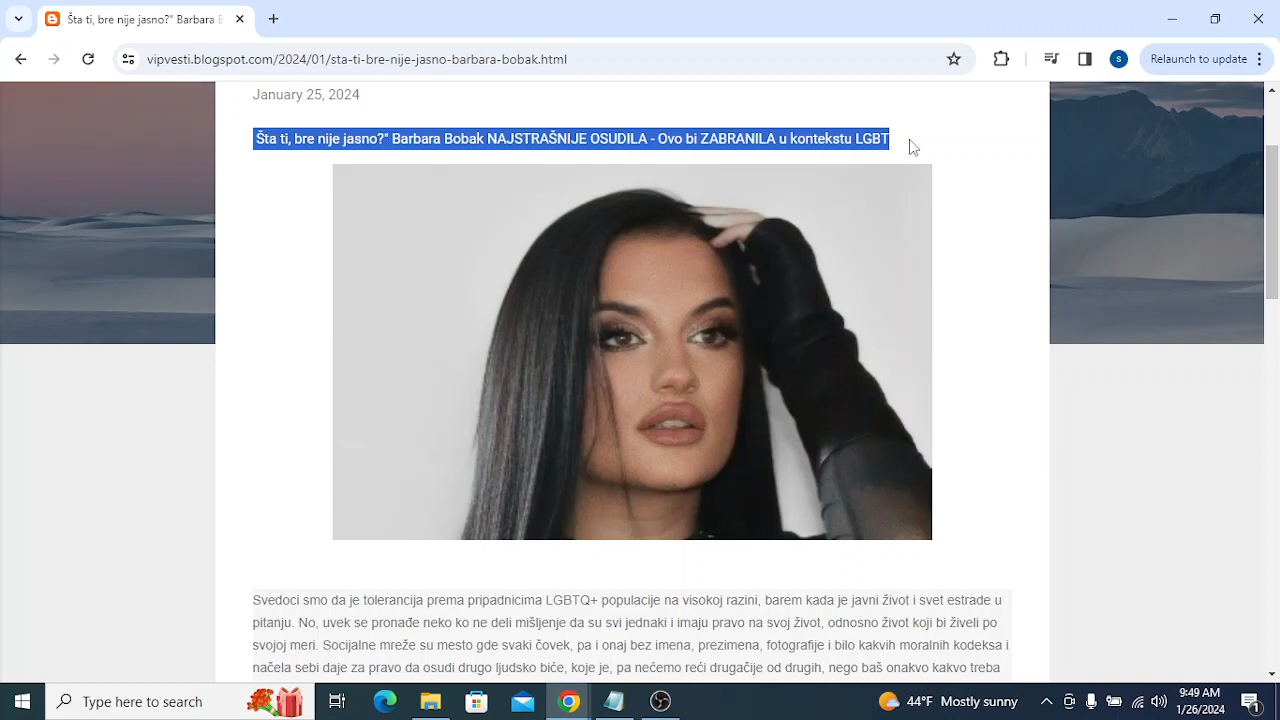 Šta ti, bre nije jasno?" Barbara B
vipvesti.blogspot.com/2024/01/sta-ti-bre-nije-jasno-barbara-bobak.html
S
Relaunch to update
January 25, 2024
Šta ti, bre nije jasno?" Barbara Bobak NAJSTRAŠNIJE OSUDILA - Ovo bi ZABRANILA u kontekstu LGBT
Svedoci smo da je tolerancija prema pripadnicima LGBTQ+ populacije na visokoj razini, barem kada je javni život i svet estrade u
pitanju. No, uvek se pronađe neko ko ne deli mišljenje da su svi jednaki i imaju pravo na svoj život, odnosno život koji bi živeli po
svojoj meri. Socijalne mreže su mesto gde svaki čovek, pa i onaj bez imena, prezimena, fotografije i bilo kakvih moralnih kodeksa i
načela sebi daje za pravo da osudi drugo ljudsko biće, koje je, pa nećemo reći drugačije od drugih, nego baš onakvo kakvo treba
Type here to search
44°F Mostly sunny
8:49 AM
1/26/2024
1